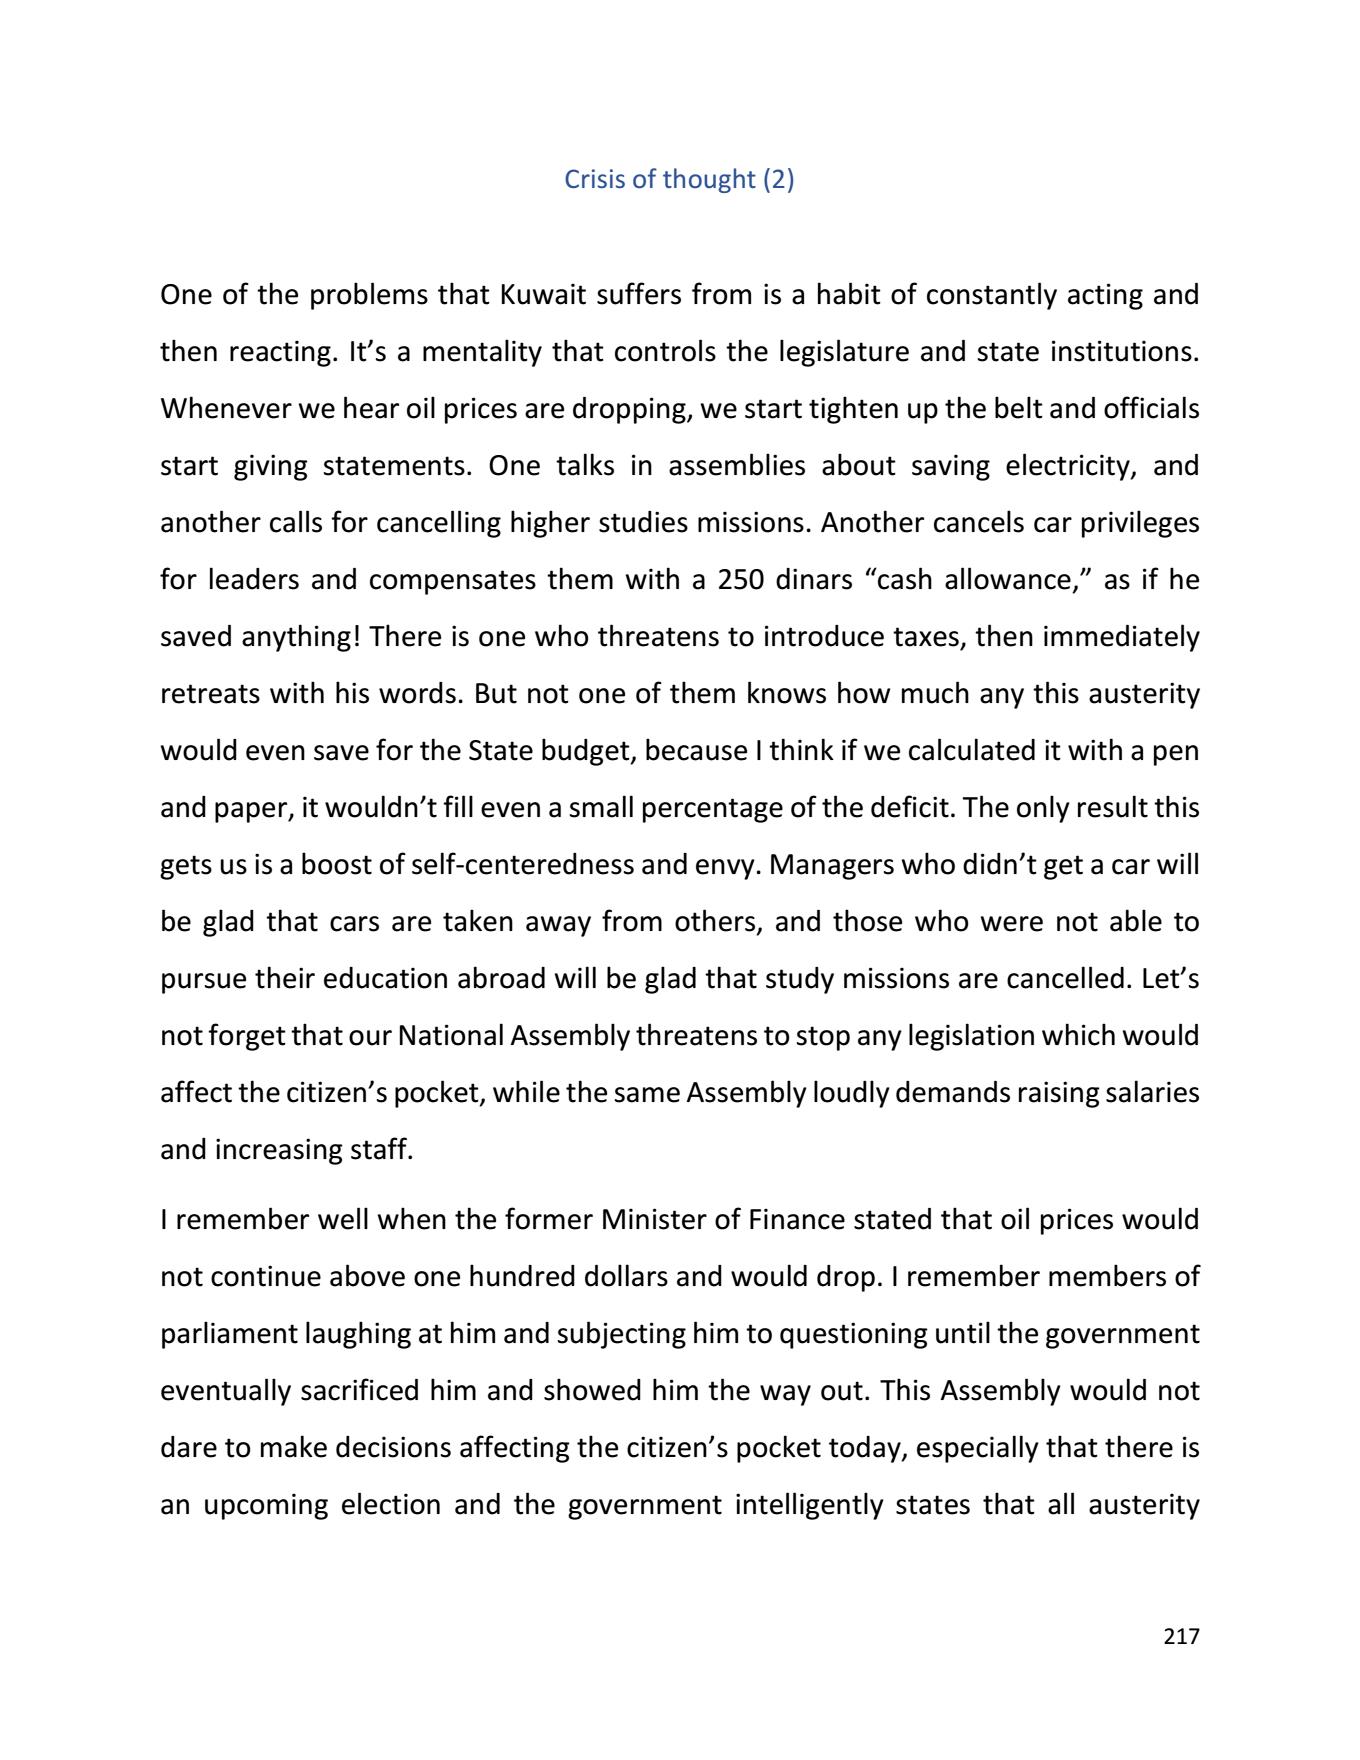 Crisis of thought (2)
One of the problems that Kuwait suffers from is a habit of constantly acting and
then reacting. It’s a mentality that controls the legislature and state institutions.
Whenever we hear oil prices are dropping, we start tighten up the belt and officials
start giving statements. One talks in assemblies about saving electricity, and
another calls for cancelling higher studies missions. Another cancels car privileges
for leaders and compensates them with a 250 dinars “cash allowance,” as if he
saved anything! There is one who threatens to introduce taxes, then immediately
retreats with his words. But not one of them knows how much any this austerity
would even save for the State budget, because I think if we calculated it with a pen
and paper, it wouldn’t fill even a small percentage of the deficit. The only result this
gets us is a boost of self-centeredness and envy. Managers who didn’t get a car will
be glad that cars are taken away from others, and those who were not able to
pursue their education abroad will be glad that study missions are cancelled. Let’s
not forget that our National Assembly threatens to stop any legislation which would
affect the citizen’s pocket, while the same Assembly loudly demands raising salaries
and increasing staff.
I remember well when the former Minister of Finance stated that oil prices would
not continue above one hundred dollars and would drop. I remember members of
parliament laughing at him and subjecting him to questioning until the government
eventually sacrificed him and showed him the way out. This Assembly would not
dare to make decisions affecting the citizen’s pocket today, especially that there is
an upcoming election and the government intelligently states that all austerity
217